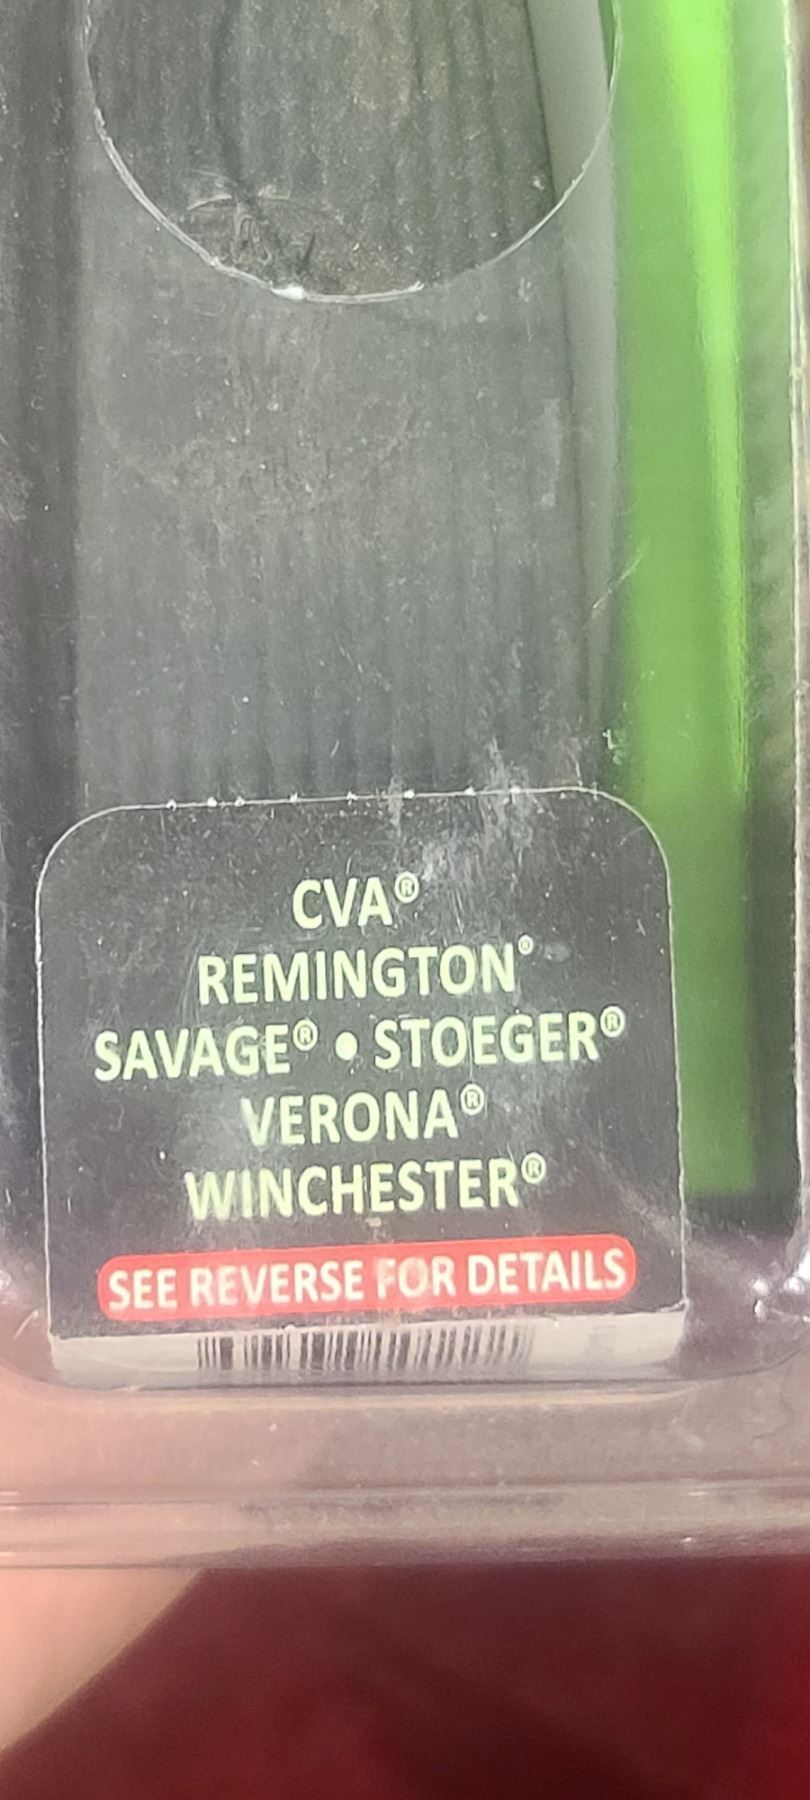 CVA®
REMINGTON®
SAVAGE® • STOEGER®
VERONA®
WINCHESTER®
SEE REVERSE FOR DETAILS